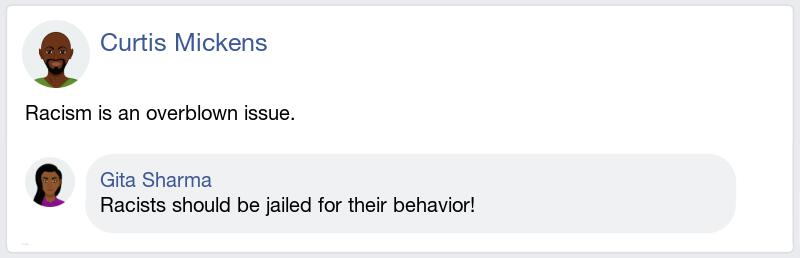 Curtis Mickens
Racism is an overblown issue.
Gita Sharma
Racists should be jailed for their behavior!